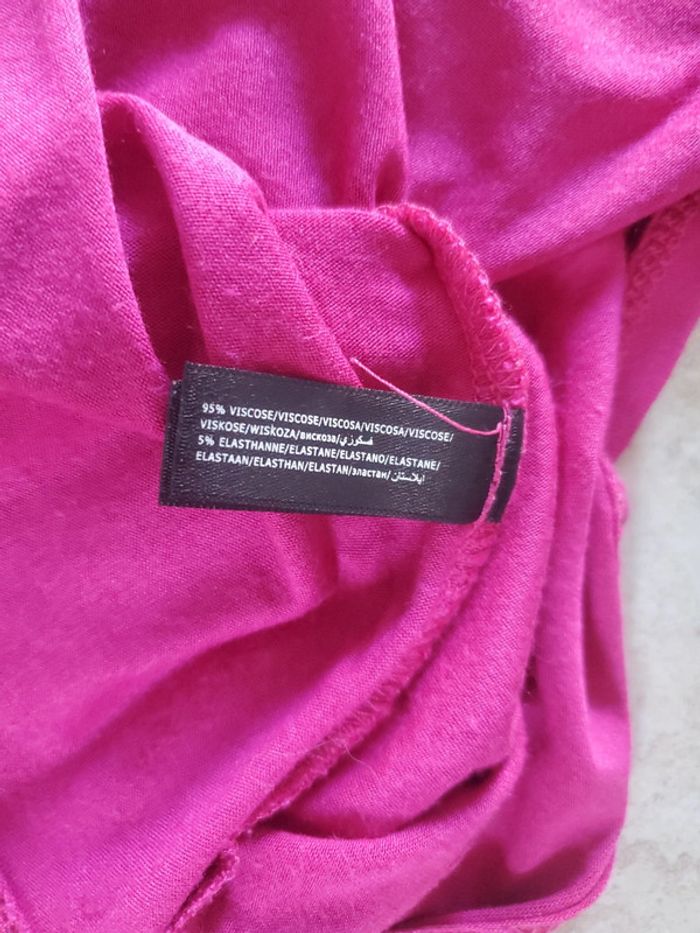 95% VISCOSE/VISCOSE/VISCOSA/VISCOSA/VISCOSE/
VISKOSE/WISKOZA/вискоза/فسكوزي/
5% ELASTHANNE/ELASTANE/ELASTANO/ELASTANE/
ELASTAAN/ELASTHAN/ELASTAN/эластан/ايلاستان